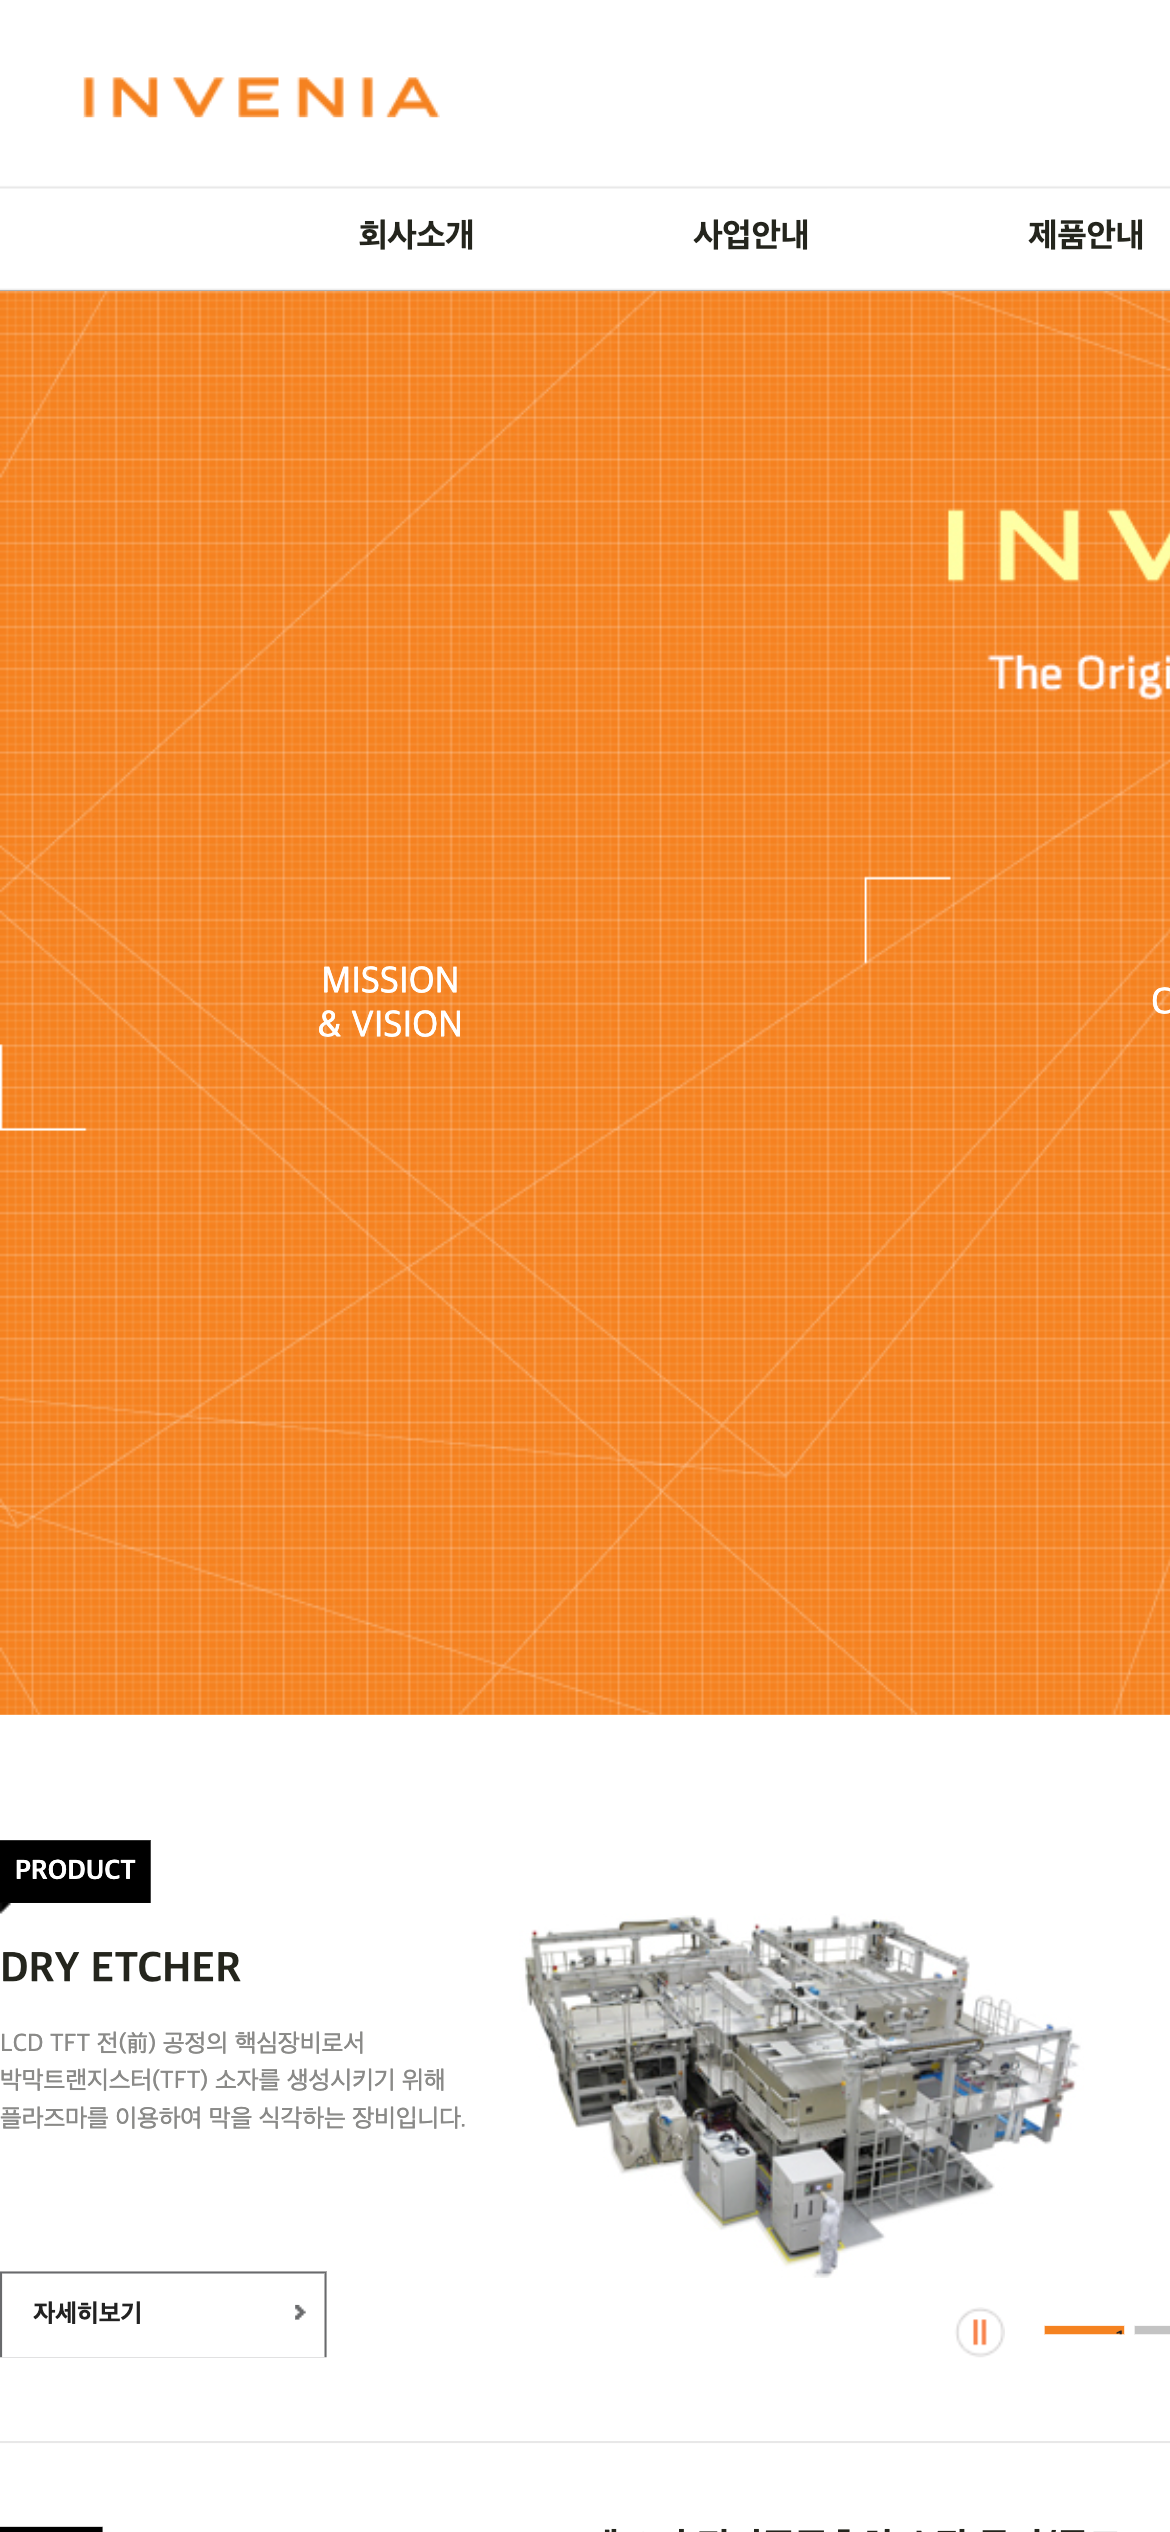 INVENIA
회사소개 사업안내 제품안내
INV
The Origi
MISSION
& VISION
PRODUCT
DRY ETCHER
LCD TFT 전(前) 공정의 핵심장비로서
박막트랜지스터(TFT) 소자를 생성시키기 위해
플라즈마를 이용하여 막을 식각하는 장비입니다.
자세히보기